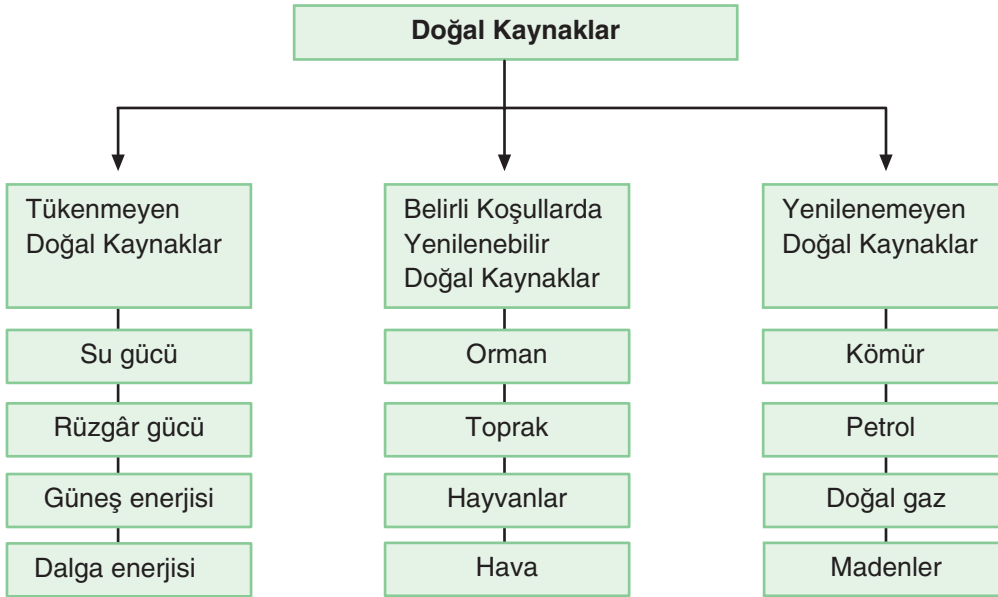 Doğal Kaynaklar
Tükenmeyen
Doğal Kaynaklar
Su gücü
Rüzgâr gücü
Güneş enerjisi
Dalga enerjisi
Belirli Koşullarda
Yenilenebilir
Doğal Kaynaklar
Orman
Toprak
Hayvanlar
Hava
Yenilenemeyen
Doğal Kaynaklar
Kömür
Petrol
Doğal gaz
Madenler